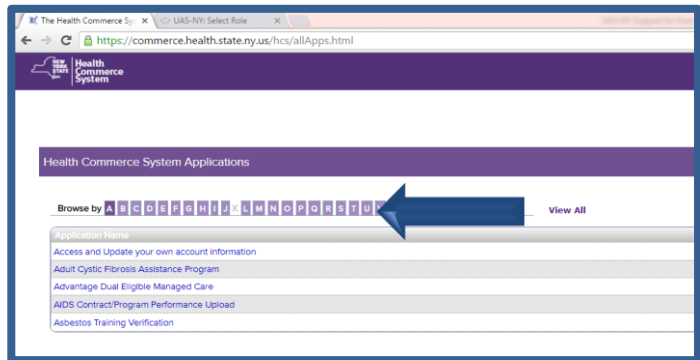 The Health Commerce Sy
UAS-NY: Select Role
https://commerce.health.state.ny.us/hcs/allApps.html
NEW YORK STATE
Health Commerce System
Health Commerce System Applications
Browse by A B C D E F G H I J K L M N O P Q R S T U View All
Application Name
Access and Update your own account information
Adult Cystic Fibrosis Assistance Program
Advantage Dual Eligible Managed Care
AIDS Contract/Program Performance Upload
Asbestos Training Verification